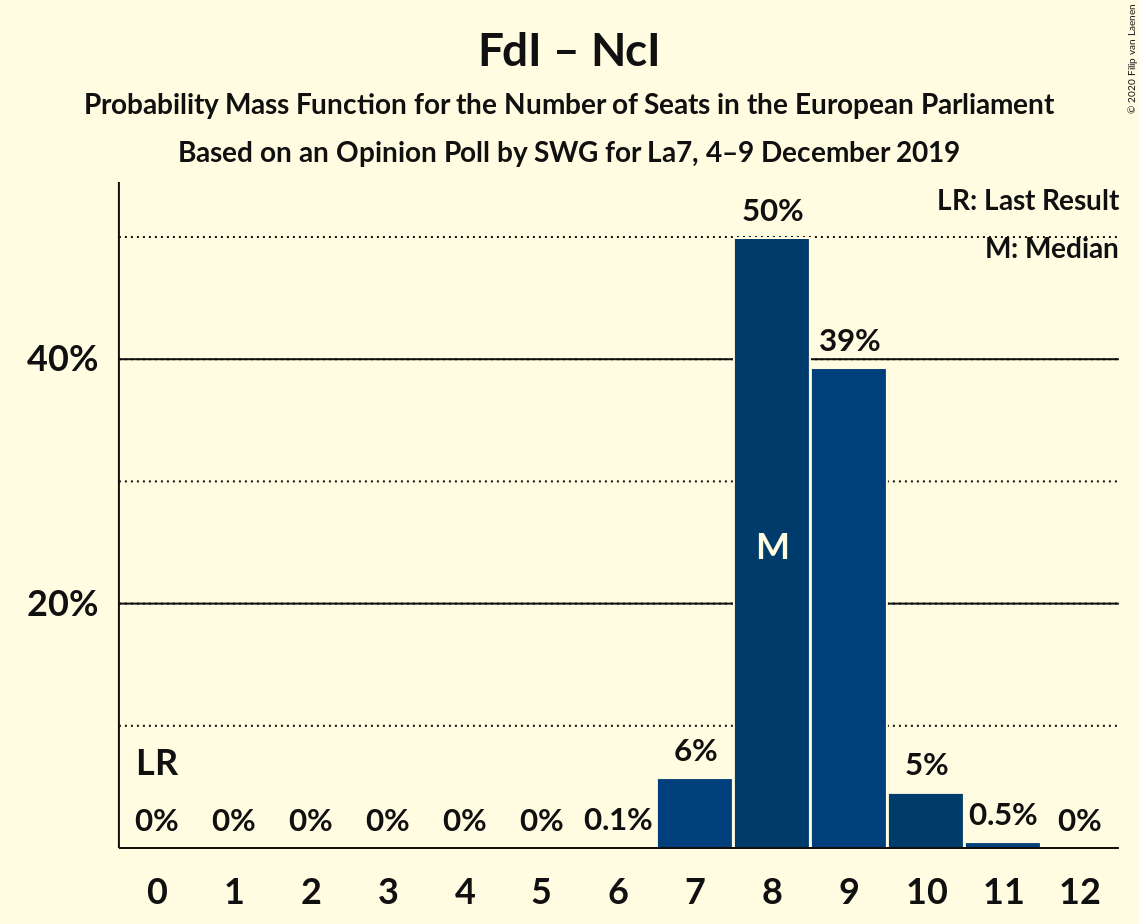 FdI – NcI
Probability Mass Function for the Number of Seats in the European Parliament
Based on an Opinion Poll by SWG for La7, 4–9 December 2019
© 2020 Filip van Laenen
LR: Last Result
M: Median
50%
39%
40%
M
20%
LR
6%
5%
0% 0% 0% 0% 0% 0% 0.1% 0.5% 0%
0 1 2 3 4 5 6 7 8 9 10 11 12